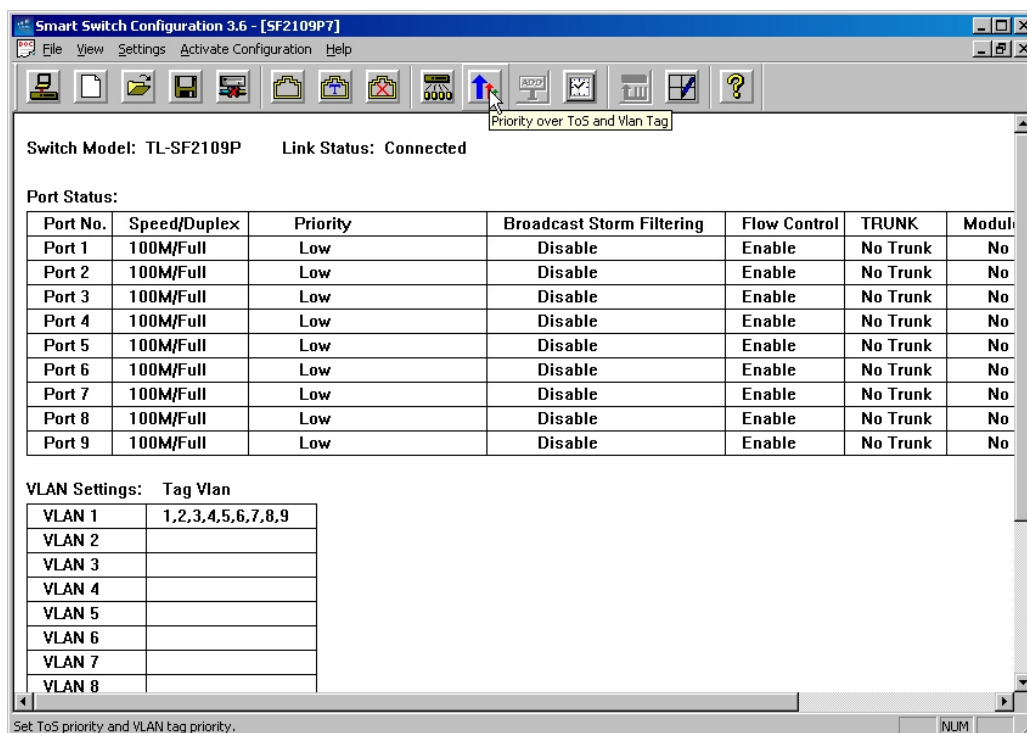 Smart Switch Configuration 3.6 - [SF2109P7]
DOC File View Settings Activate Configuration Help
T ADD
Priority over ToS and Vlan Tag
Switch Model: TL-SF2109P Link Status: Connected
Port Status:
Port No. Speed/Duplex Priority Broadcast Storm Filtering Flow Control TRUNK Modul
Port 1 100M/Full Low Disable Enable No Trunk No
Port 2 100M/Full Low Disable Enable No Trunk No
Port 3 100M/Full Low Disable Enable No Trunk No
Port 4 100M/Full Low Disable Enable No Trunk No
Port 5 100M/Full Low Disable Enable No Trunk No
Port 6 100M/Full Low Disable Enable No Trunk No
Port 7 100M/Full Low Disable Enable No Trunk No
Port 8 100M/Full Low Disable Enable No Trunk No
Port 9 100M/Full Low Disable Enable No Trunk No
VLAN Settings: Tag Vlan
VLAN 1 1,2,3,4,5,6,7,8,9
VLAN 2
VLAN 3
VLAN 4
VLAN 5
VLAN 6
VLAN 7
VLAN 8
Set ToS priority and VLAN tag priority. NUM